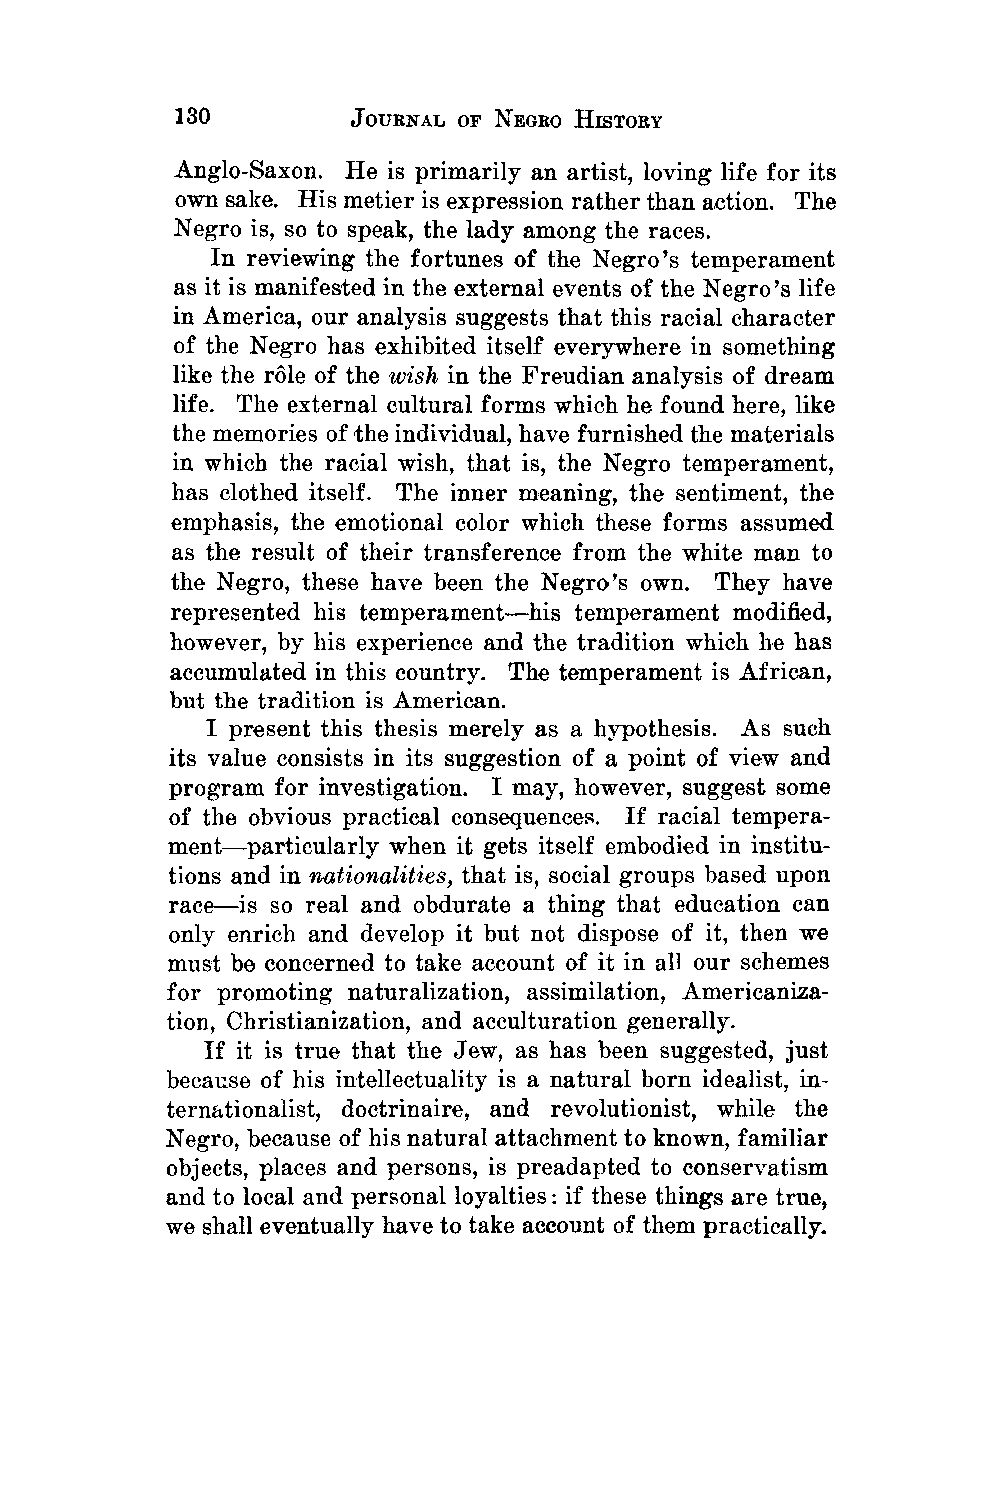 130 JOURNAL OF NEGRO HISTORY
Anglo-Saxon. He is primarily an artist, loving life for its
own sake. His metier is expression rather than action. The
Negro is, so to speak, the lady among the races.
In reviewing the fortunes of the Negro's temperament
as it is manifested in the external events of the Negro's life
in America, our analysis suggests that this racial character
of the Negro has exhibited itself everywhere in something
like the rôle of the wish in the Freudian analysis of dream
life. The external cultural forms which he found here, like
the memories of the individual, have furnished the materials
in which the racial wish, that is, the Negro temperament,
has clothed itself. The inner meaning, the sentiment, the
emphasis, the emotional color which these forms assumed
as the result of their transference from the white man to
the Negro, these have been the Negro's own. They have
represented his temperament—his temperament modified,
however, by his experience and the tradition which he has
accumulated in this country. The temperament is African,
but the tradition is American.
I present this thesis merely as a hypothesis. As such
its value consists in its suggestion of a point of view and
program for investigation. I may, however, suggest some
of the obvious practical consequences. If racial tempera-
ment—particularly when it gets itself embodied in institu-
tions and in nationalities, that is, social groups based upon
race—is so real and obdurate a thing that education can
only enrich and develop it but not dispose of it, then we
must be concerned to take account of it in all our schemes
for promoting naturalization, assimilation, Americaniza-
tion, Christianization, and acculturation generally.
If it is true that the Jew, as has been suggested, just
because of his intellectuality is a natural born idealist, in-
ternationalist, doctrinaire, and revolutionist, while the
Negro, because of his natural attachment to known, familiar
objects, places and persons, is preadapted to conservatism
and to local and personal loyalties: if these things are true,
we shall eventually have to take account of them practically.